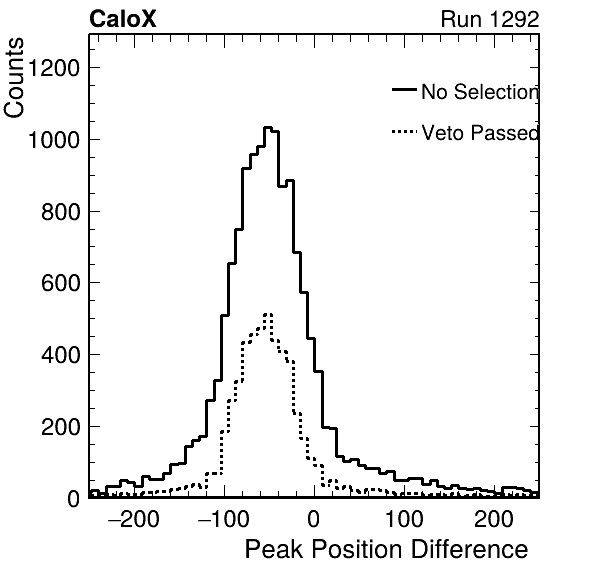 CaloX Run 1292
Counts
1200
1000
800
600
400
200
0
No Selection
Veto Passed
−200 −100 0 100 200
Peak Position Difference